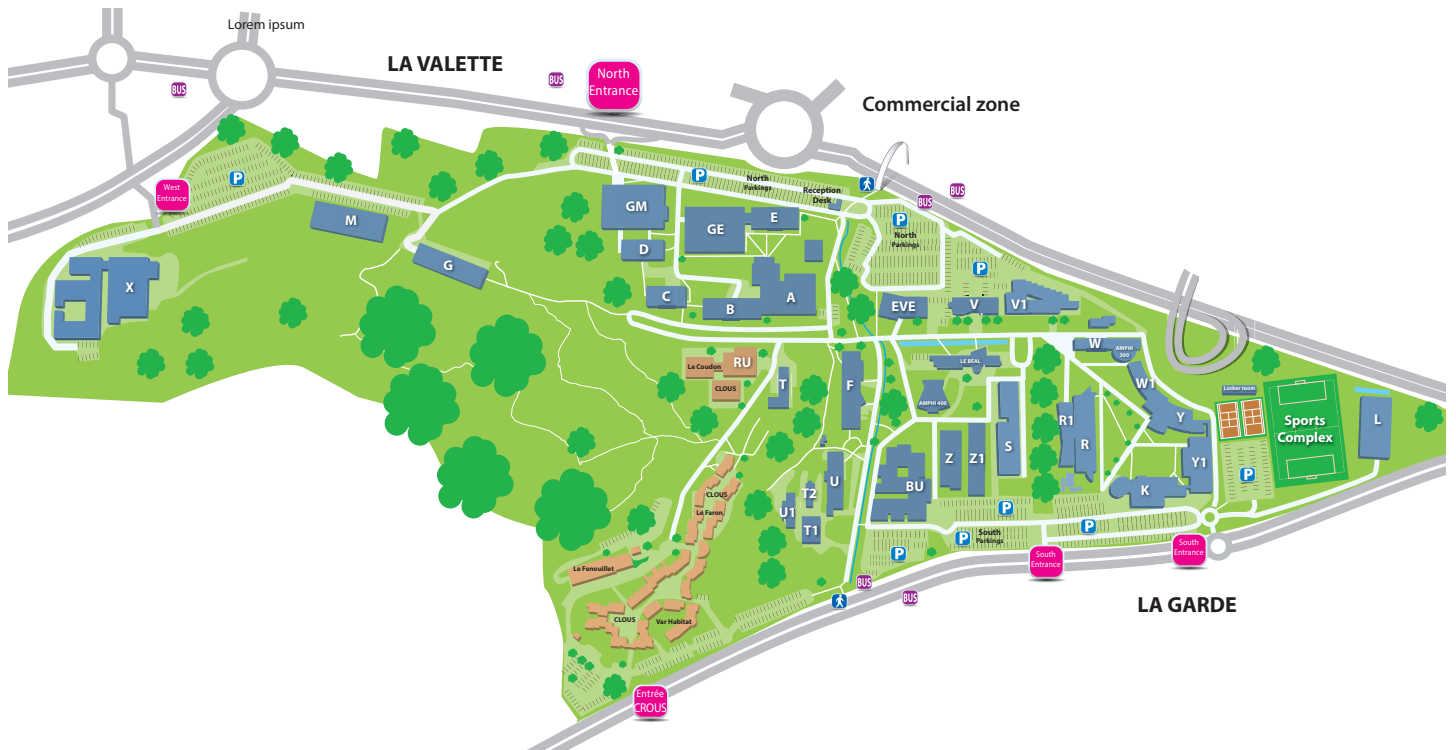 Lorem ipsum
LA VALETTE
BUS
BUS
North
Entrance
Commercial zone
West
Entrance
P
P
North
Parkings
Reception
Desk
BUS
BUS
P
North
Parkings
P
M
GM
GE
E
D
G
X
C
B
A
EVE
V
V1
Le Coudon
RU
CLOUS
T
F
LE BEAL
AMPHI 400
W
AMPHI
300
W1
Locker room
Y
R1
R
S
Sports
Complex
L
Z
Z1
BU
Y1
K
P
U
T2
U1
T1
CLOUS
Le Faron
P
P
P
P
South
Parkings
South
Entrance
South
Entrance
Le Fenouillet
CLOUS
Var Habitat
BUS
BUS
LA GARDE
Entrée
CROUS